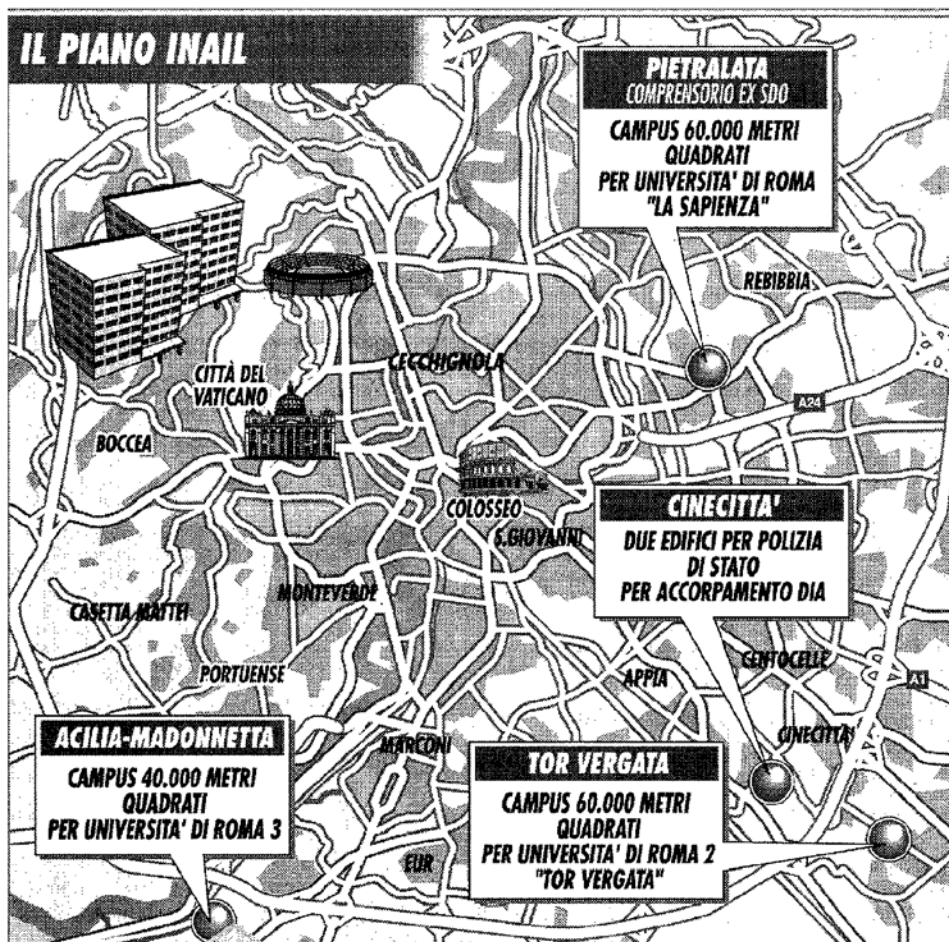 IL PIANO INAIL
PIETRALATA
COMPRENSORIO EX SDO
CAMPUS 60.000 METRI
QUADRATI
PER UNIVERSITA' DI ROMA
"LA SAPIENZA"
REBIBBIA
CECCHIGNOLA
CITTÀ DEL
VATICANO
A24
BOCCEA
COLOSSEO
S.GIOVANNI
CINECITTA'
DUE EDIFICI PER POLIZIA
DI STATO
PER ACCORPAMENTO DIA
MONTEVERDE
CASETTA MATTEI
PORTUENSE
APPIA
CENTOCELLE
A1
ACILIA-MADONNETTA
CAMPUS 40.000 METRI
QUADRATI
PER UNIVERSITA' DI ROMA 3
MARCONI
CINECITTÀ
TOR VERGATA
CAMPUS 60.000 METRI
QUADRATI
PER UNIVERSITA' DI ROMA 2
"TOR VERGATA"
EUR